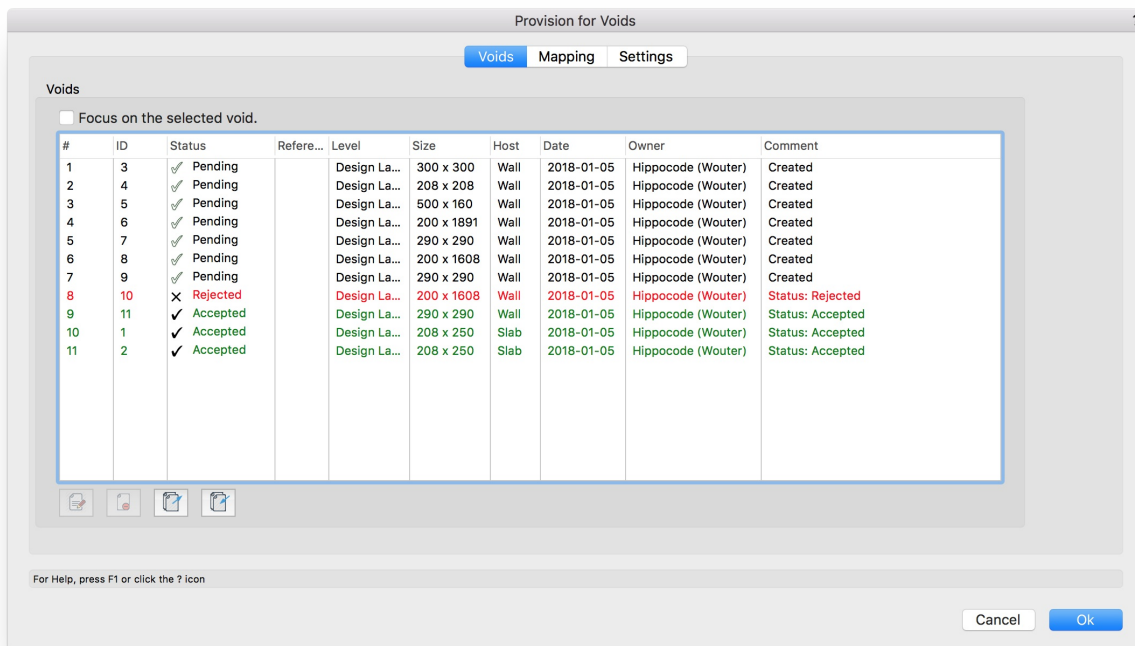 Provision for Voids
Voids Mapping Settings
Voids
Focus on the selected void.
# ID Status Refere... Level Size Host Date Owner Comment
1 3 Pending Design La... 300 x 300 Wall 2018-01-05 Hippocode (Wouter) Created
2 4 Pending Design La... 208 x 208 Wall 2018-01-05 Hippocode (Wouter) Created
3 5 Pending Design La... 500 x 160 Wall 2018-01-05 Hippocode (Wouter) Created
4 6 Pending Design La... 200 x 1891 Wall 2018-01-05 Hippocode (Wouter) Created
5 7 Pending Design La... 290 x 290 Wall 2018-01-05 Hippocode (Wouter) Created
6 8 Pending Design La... 200 x 1608 Wall 2018-01-05 Hippocode (Wouter) Created
7 9 Pending Design La... 290 x 290 Wall 2018-01-05 Hippocode (Wouter) Created
8 10 Rejected Design La... 200 x 1608 Wall 2018-01-05 Hippocode (Wouter) Status: Rejected
9 11 Accepted Design La... 290 x 290 Wall 2018-01-05 Hippocode (Wouter) Status: Accepted
10 1 Accepted Design La... 208 x 250 Slab 2018-01-05 Hippocode (Wouter) Status: Accepted
11 2 Accepted Design La... 208 x 250 Slab 2018-01-05 Hippocode (Wouter) Status: Accepted
For Help, press F1 or click the ? icon
Cancel Ok